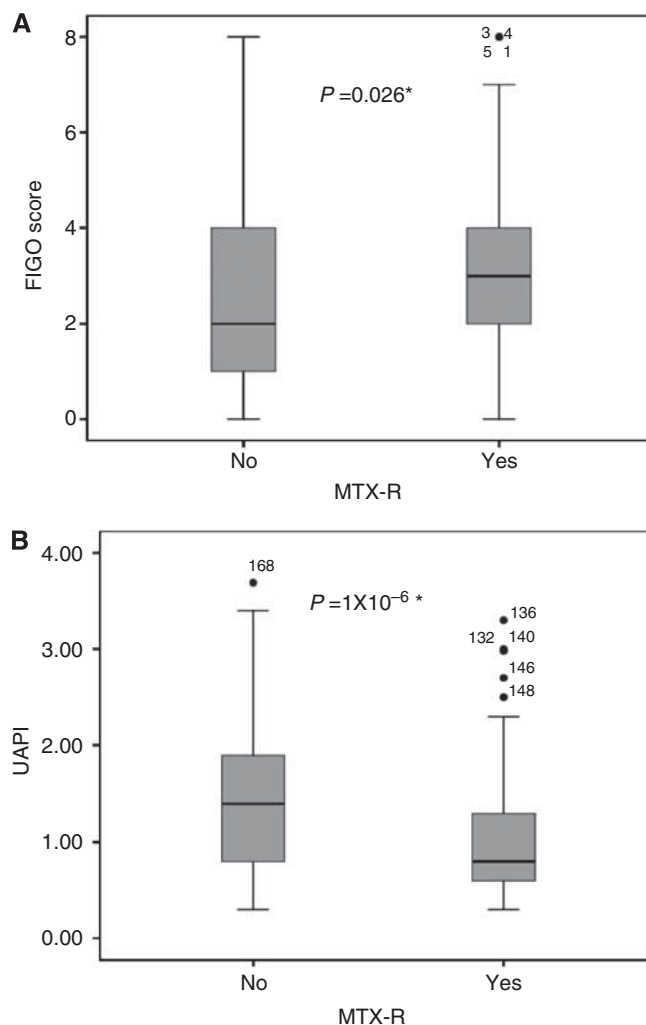 A
8
6
4
2
0
FIGO score
3 4
5 1
P =0.026*
No Yes
MTX-R
B
4.00
3.00
2.00
1.00
0.00
UAPI
168
P =1X10⁻⁶ *
136
132 140
146
148
No Yes
MTX-R